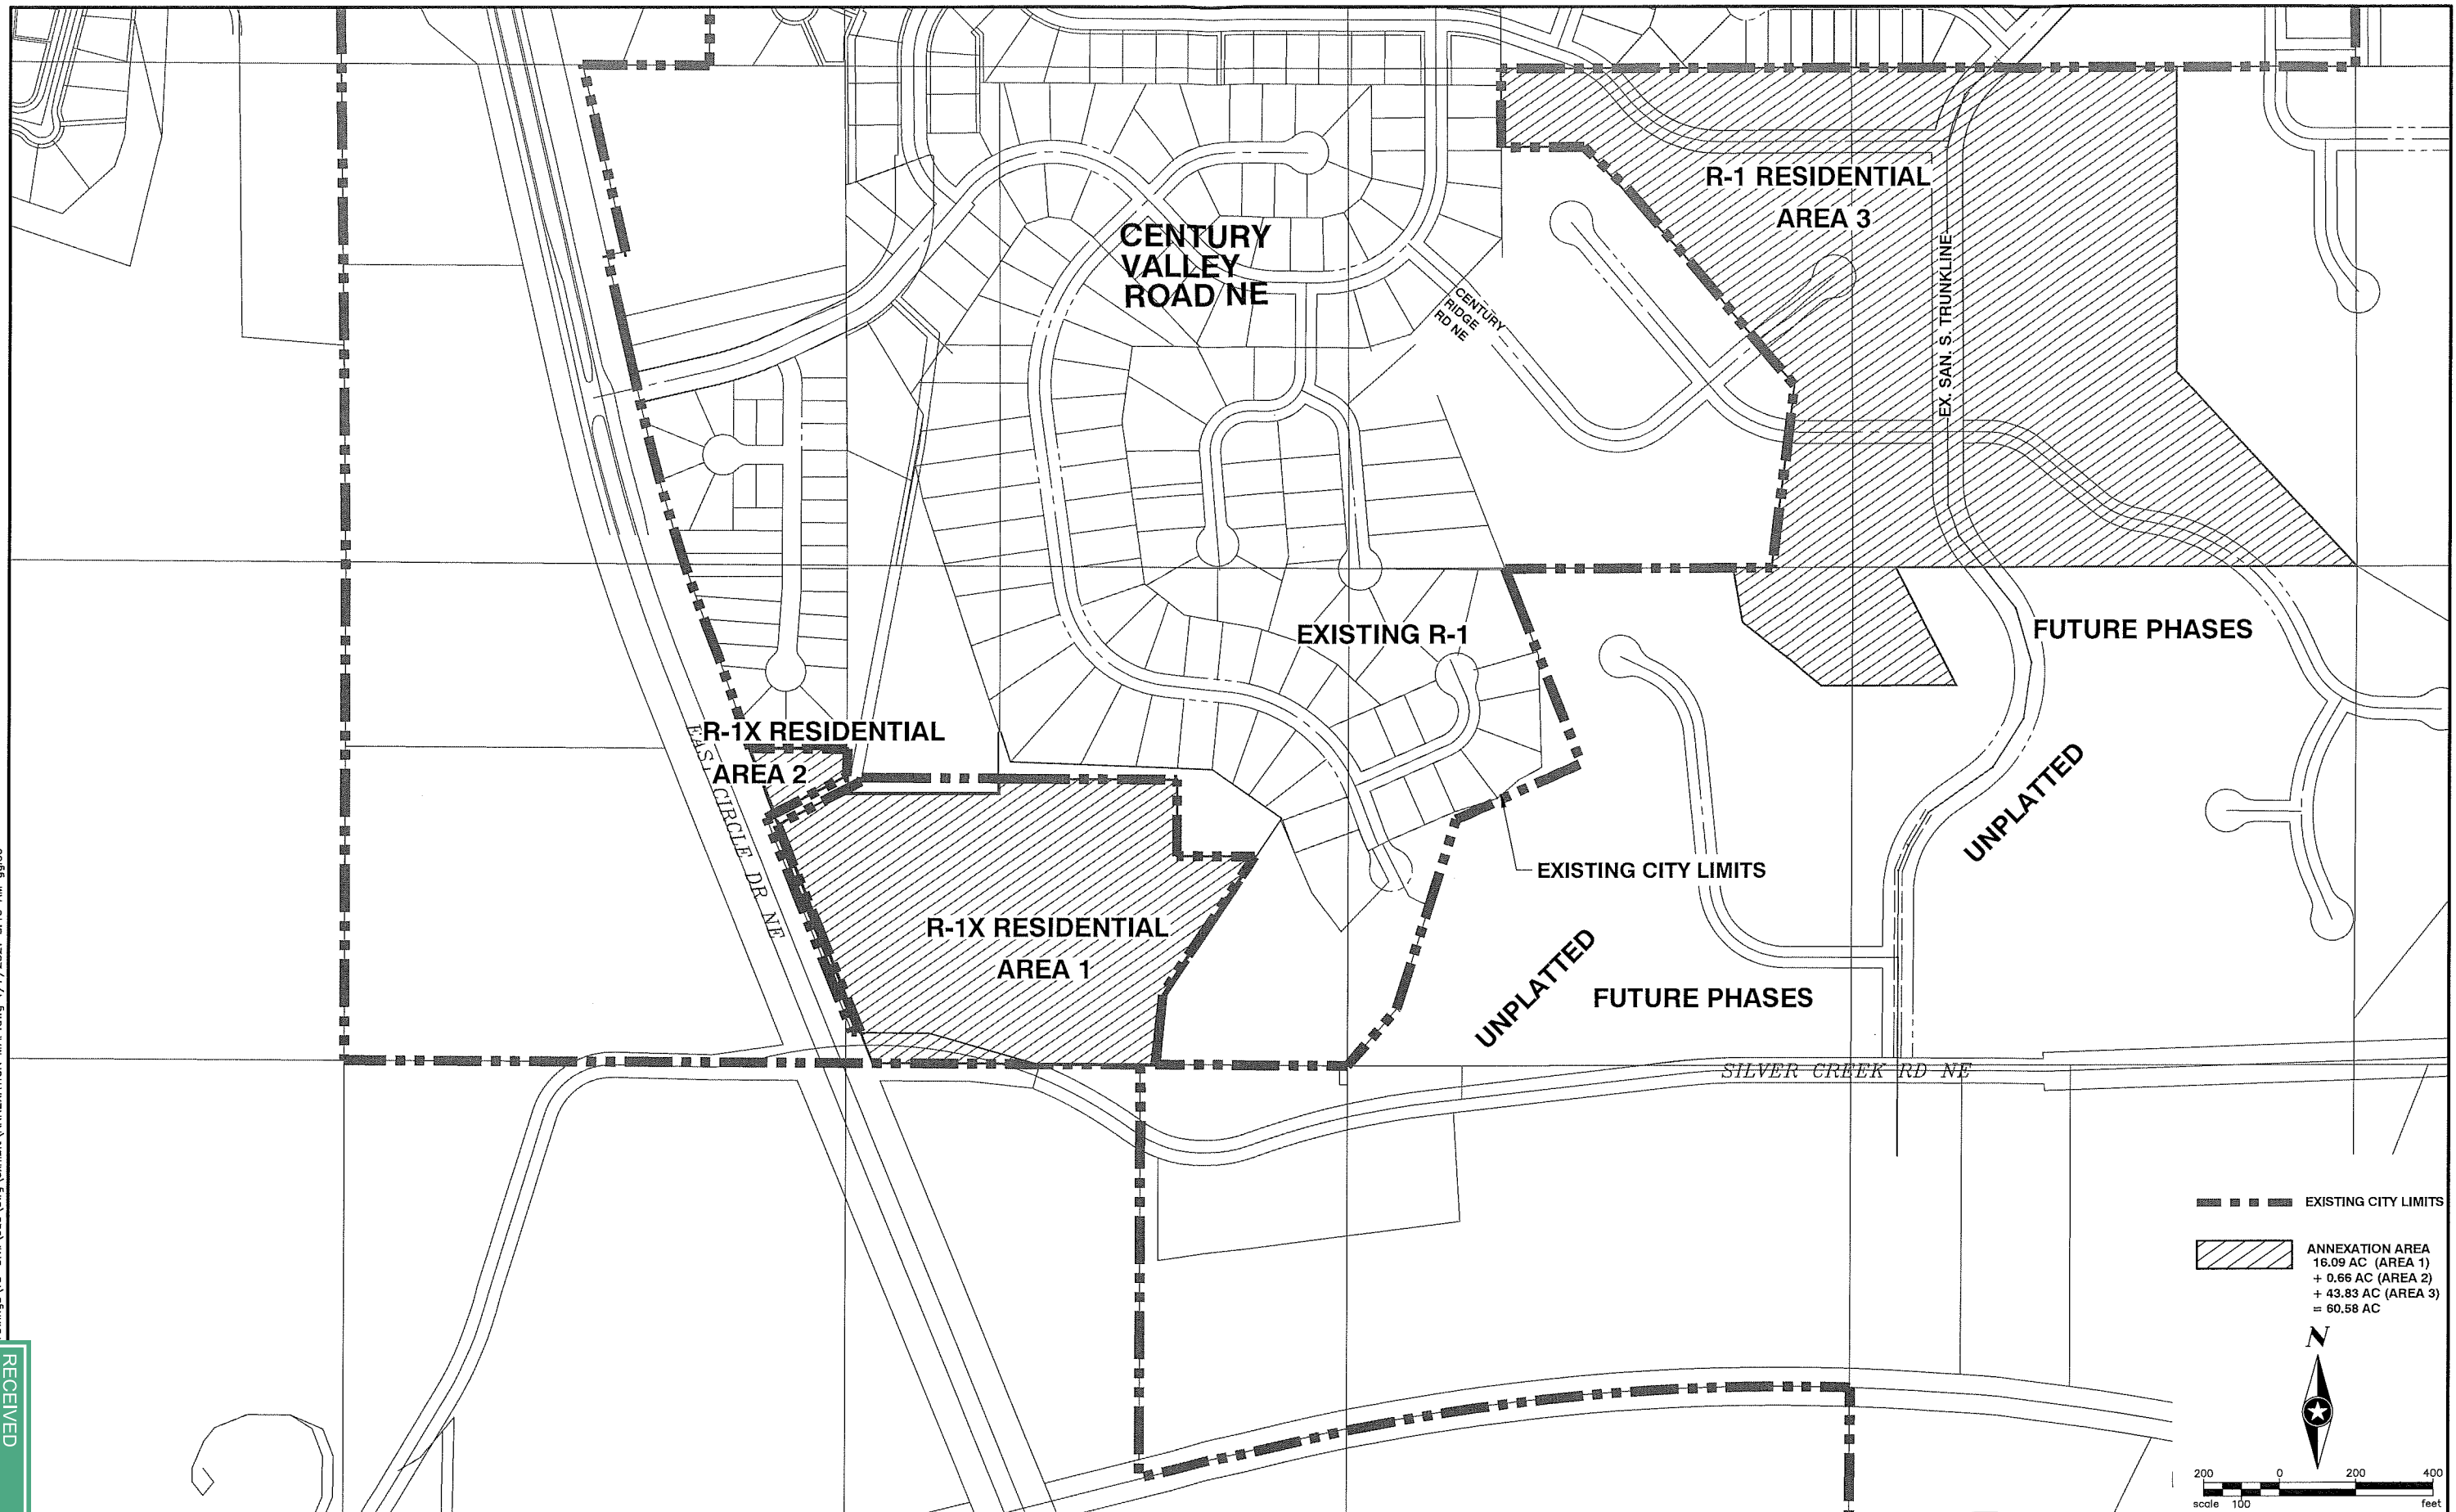 R-1 RESIDENTIAL
AREA 3
EX. SAN. S. TRUNKLINE
CENTURY
VALLEY
ROAD NE
CENTURY
RIDGE
RD NE
EXISTING R-1
FUTURE PHASES
R-1X RESIDENTIAL
AREA 2
EAST CIRCLE DR NE
UNPLATTED
EXISTING CITY LIMITS
R-1X RESIDENTIAL
AREA 1
UNPLATTED
FUTURE PHASES
SILVER CREEK RD NE
EXISTING CITY LIMITS
ANNEXATION AREA
16.09 AC (AREA 1)
+ 0.66 AC (AREA 2)
+ 43.83 AC (AREA 3)
= 60.58 AC
N
200 0 200 400
scale 100 feet
RECEIVED